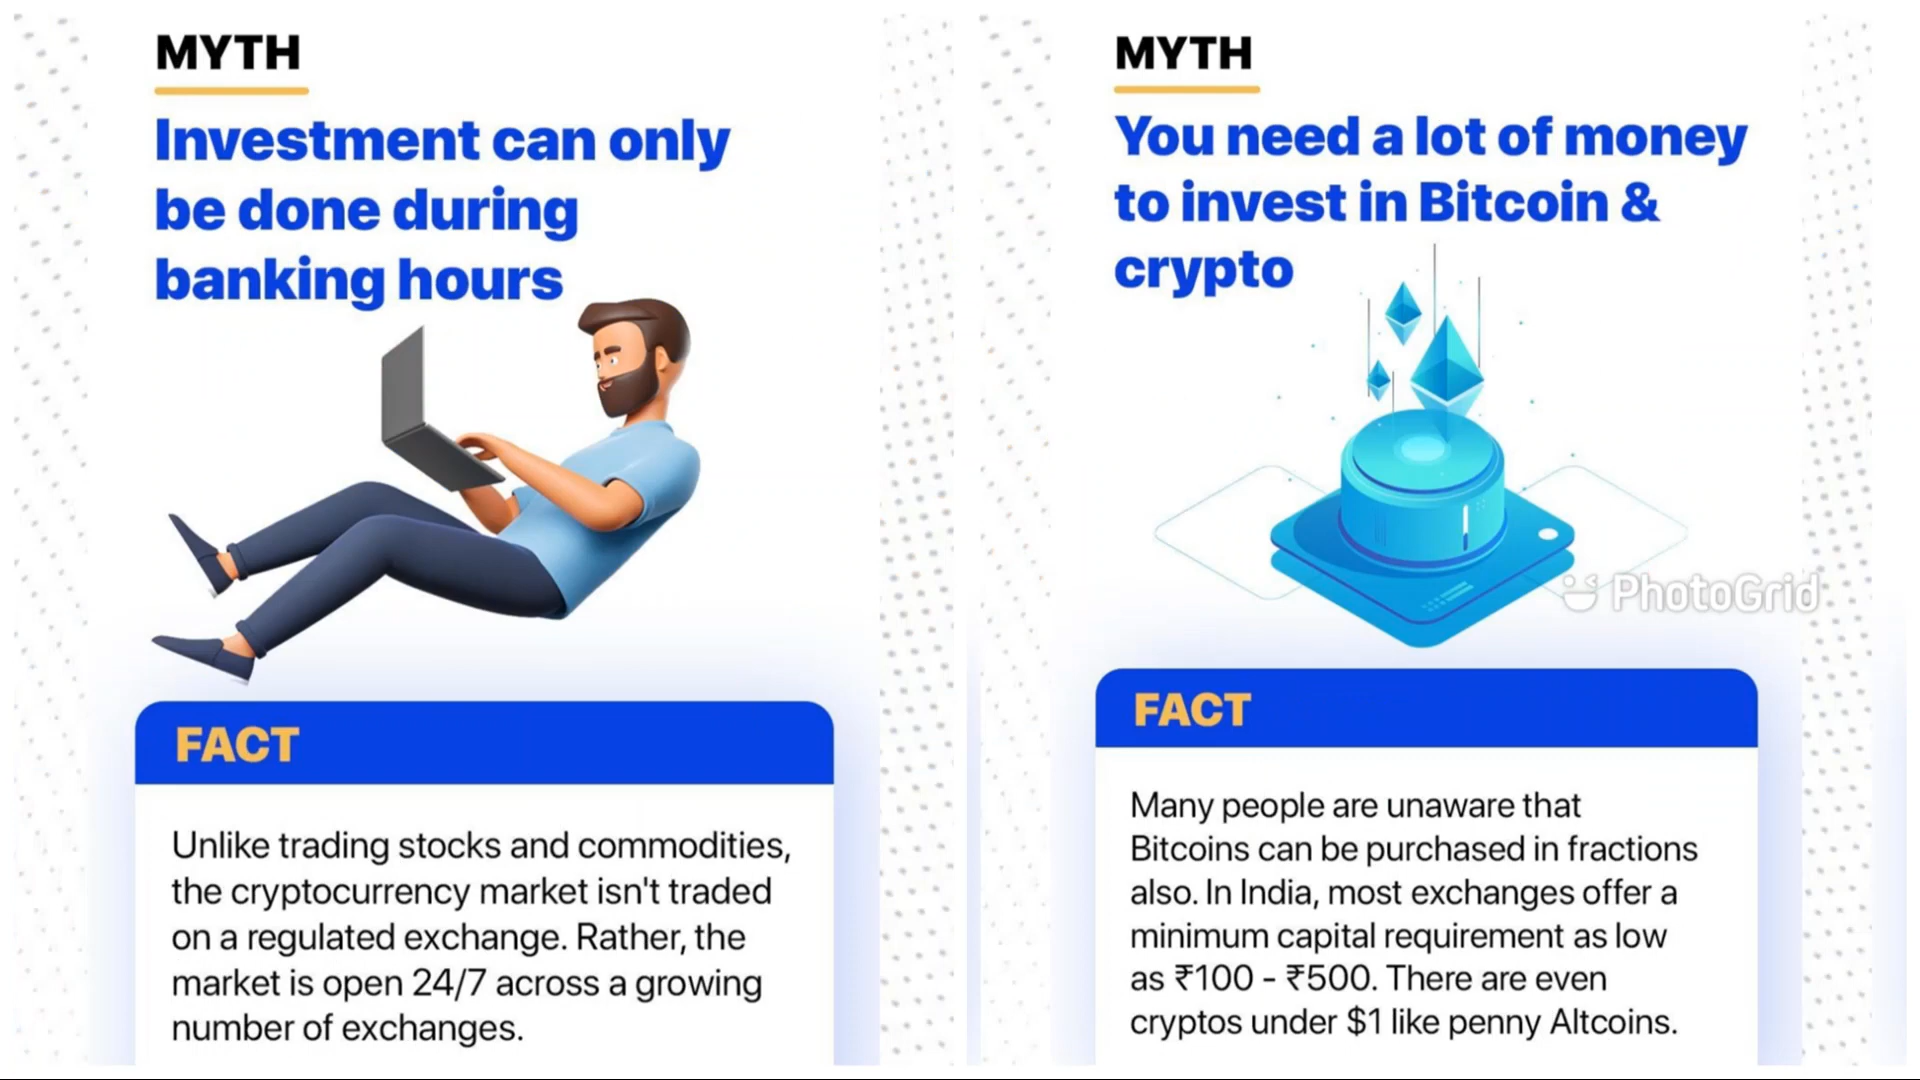 MYTH
Investment can only
be done during
banking hours
FACT
Unlike trading stocks and commodities,
the cryptocurrency market isn't traded
on a regulated exchange. Rather, the
market is open 24/7 across a growing
number of exchanges.
MYTH
You need a lot of money
to invest in Bitcoin &
crypto
PhotoGrid
FACT
Many people are unaware that
Bitcoins can be purchased in fractions
also. In India, most exchanges offer a
minimum capital requirement as low
as ₹100 - ₹500. There are even
cryptos under $1 like penny Altcoins.